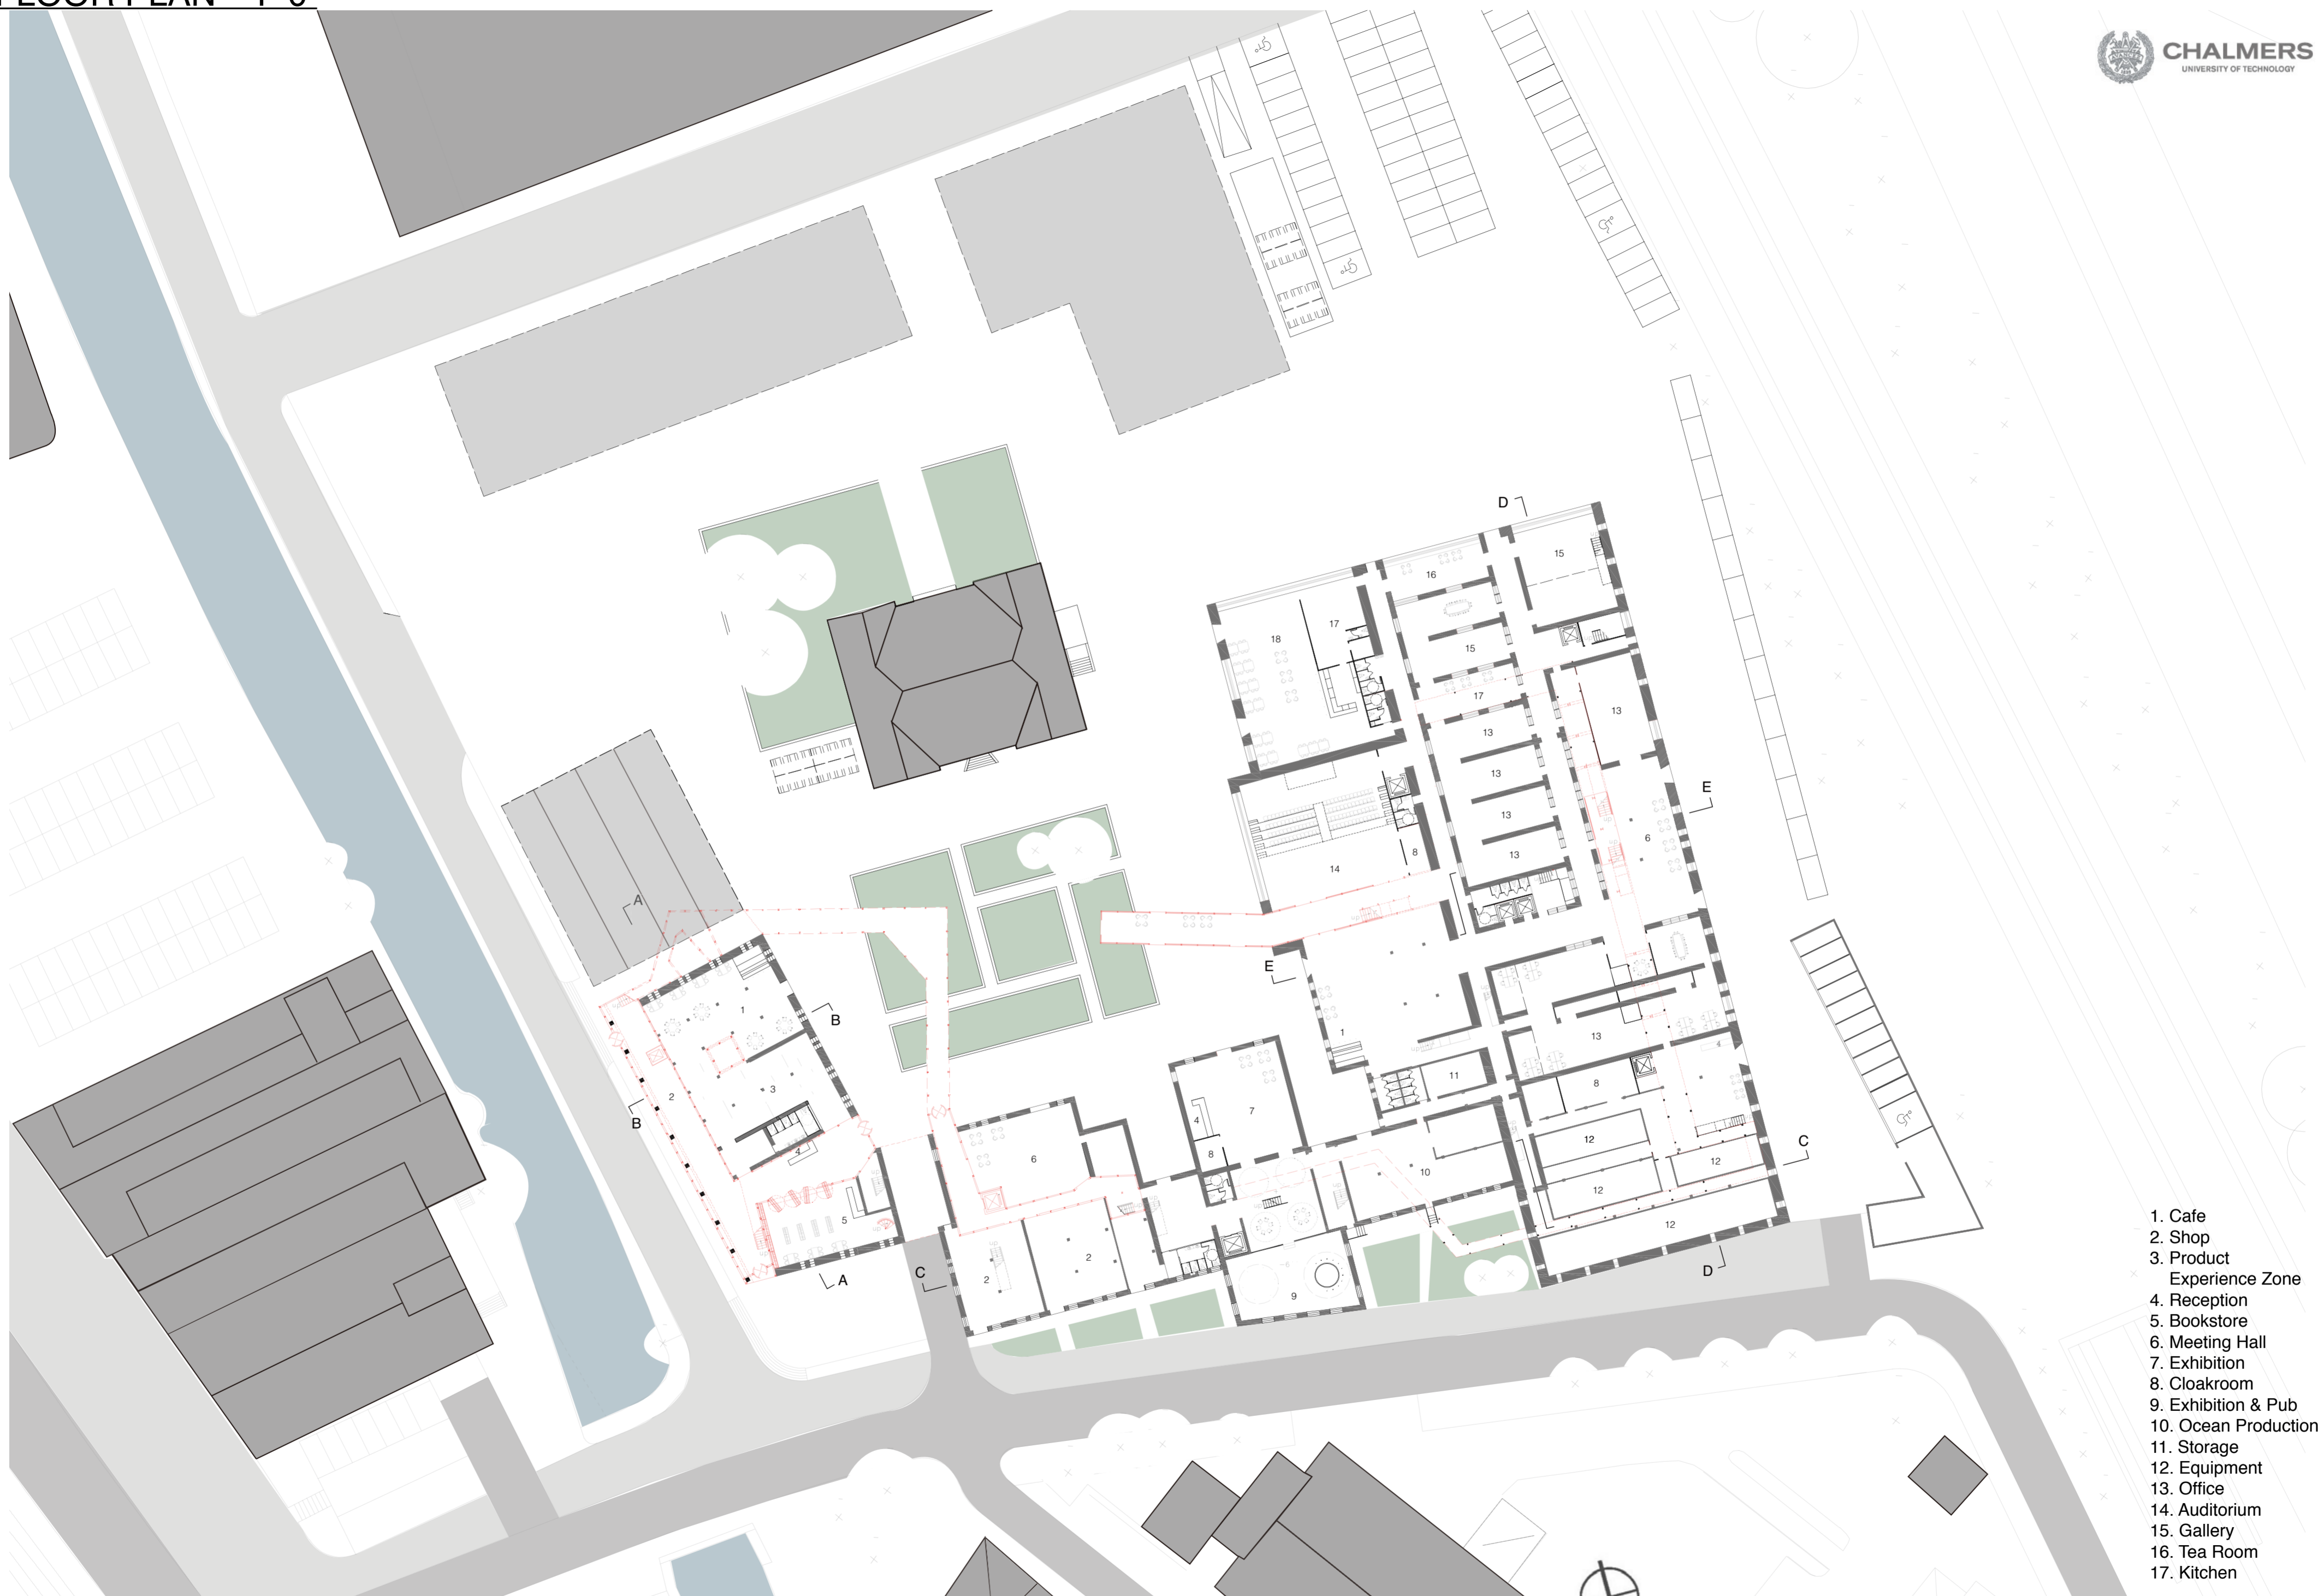 FLOOR PLAN
CHALMERS
UNIVERSITY OF TECHNOLOGY
D
15
16
17
18
15
17
13
13
13
E
13
6
13
8
13
14
A
E
1
B
1
13
11
3
8
2
7
4
B
12
4
8
C
6
12
10
12
5
12
2
2
C
A
D
9
1. Cafe
2. Shop
3. Product
Experience Zone
4. Reception
5. Bookstore
6. Meeting Hall
7. Exhibition
8. Cloakroom
9. Exhibition & Pub
10. Ocean Production
11. Storage
12. Equipment
13. Office
14. Auditorium
15. Gallery
16. Tea Room
17. Kitchen